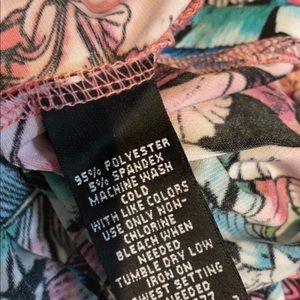 95% POLYESTER
5% SPANDEX
MACHINE WASH
COLD
WITH LIKE COLORS
USE ONLY NON-
CHLORINE
BLEACH WHEN
NEEDED
TUMBLE DRY LOW
IRON ON
WEST SETTING